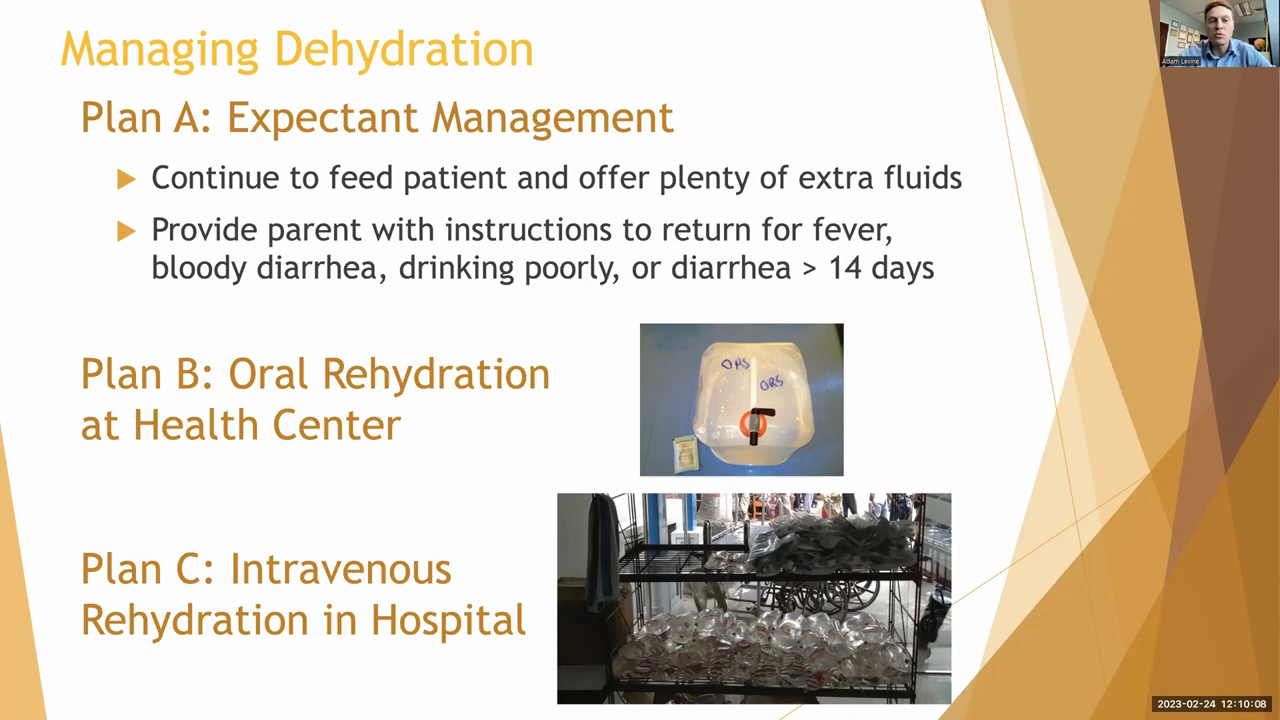 Managing Dehydration
Adam Levine
Plan A: Expectant Management
Continue to feed patient and offer plenty of extra fluids
Provide parent with instructions to return for fever,
bloody diarrhea, drinking poorly, or diarrhea > 14 days
ORS
ORS
Plan B: Oral Rehydration
at Health Center
Plan C: Intravenous
Rehydration in Hospital
2023-02-24 12:10:08